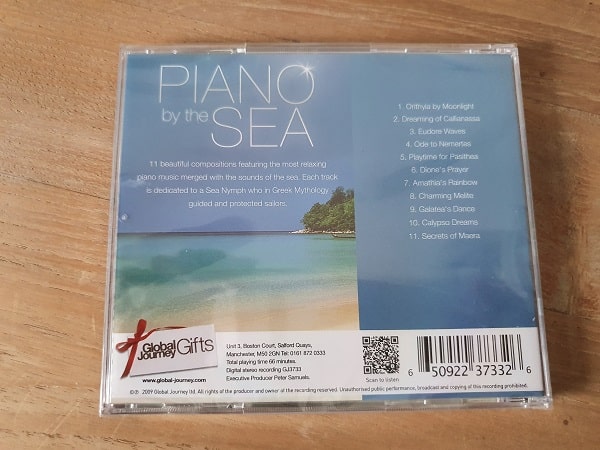 PIANO
by the
SEA
11 beautiful compositions featuring the most relaxing
piano music merged with the sounds of the sea. Each track
is dedicated to a Sea Nymph who in Greek Mythology
guided and protected sailors.
1. Orithyia by Moonlight
2. Dreaming of Callianassa
3. Eudore Waves
4. Ode to Nemertes
5. Playtime for Pasithea
6. Dione's Prayer
7. Amathia's Rainbow
8. Charming Melite
9. Galatea's Dance
10. Calypso Dreams
11. Secrets of Maera
Global
Journey
Gifts
www.global-journey.com
Unit 3, Boston Court, Salford Quays,
Manchester, M50 2GN Tel: 0161 872 0333
Total playing time 66 minutes.
Digital stereo recording GJ3733
Executive Producer Peter Samuels.
Scan to listen
6 50922 37332 6
©℗ 2009 Global Journey Ltd. All rights of the producer and owner of the recording reserved. Unauthorised public performance, broadcast and copying of this recording prohibited.